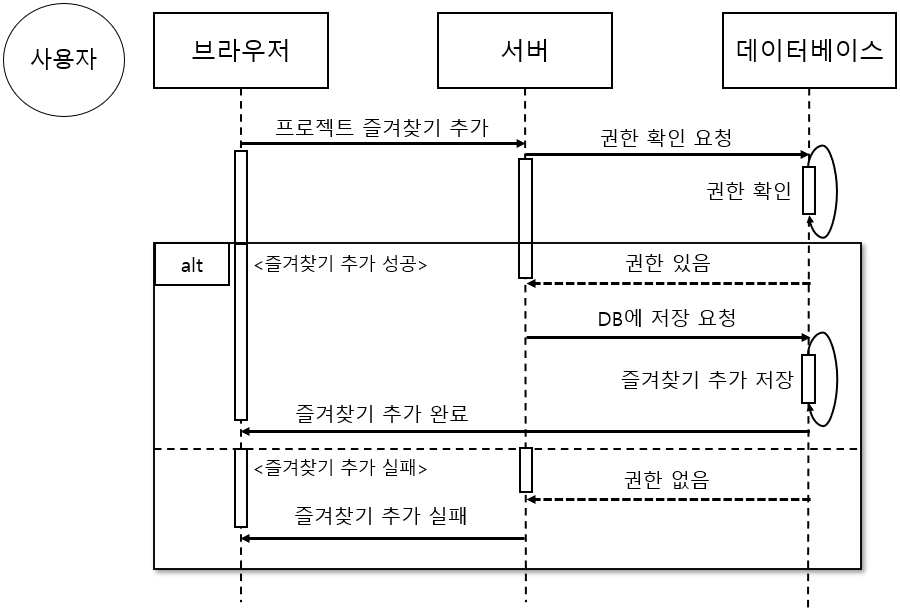 사용자
브라우저
서버
데이터베이스
프로젝트 즐겨찾기 추가
권한 확인 요청
권한 확인
alt
<즐겨찾기 추가 성공>
권한 있음
DB에 저장 요청
즐겨찾기 추가 저장
즐겨찾기 추가 완료
<즐겨찾기 추가 실패>
권한 없음
즐겨찾기 추가 실패